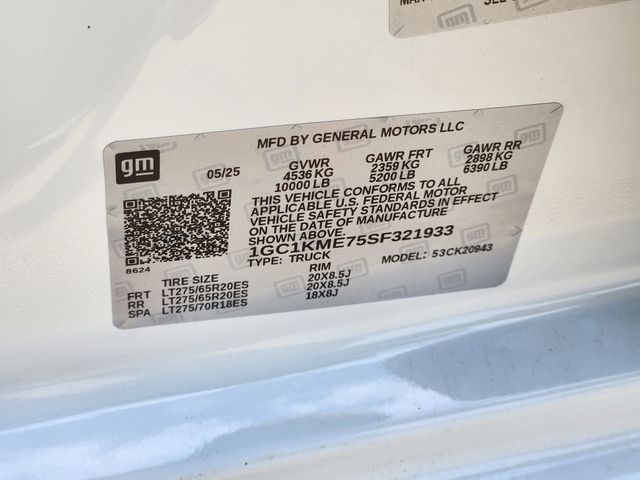 gm
MFD BY GENERAL MOTORS LLC
05/25
GVWR GAWR FRT GAWR RR
4536 KG 2359 KG 2898 KG
10000 LB 5200 LB 6390 LB
THIS VEHICLE CONFORMS TO ALL
APPLICABLE U.S. FEDERAL MOTOR
VEHICLE SAFETY STANDARDS IN EFFECT
ON THE DATE OF MANUFACTURE
SHOWN ABOVE.
1GC1KME75SF321933
TYPE: TRUCK MODEL: 53CK20943
8624
TIRE SIZE RIM
FRT LT275/65R20ES 20X8.5J
RR LT275/65R20ES 20X8.5J
SPA LT275/70R18ES 18X8J